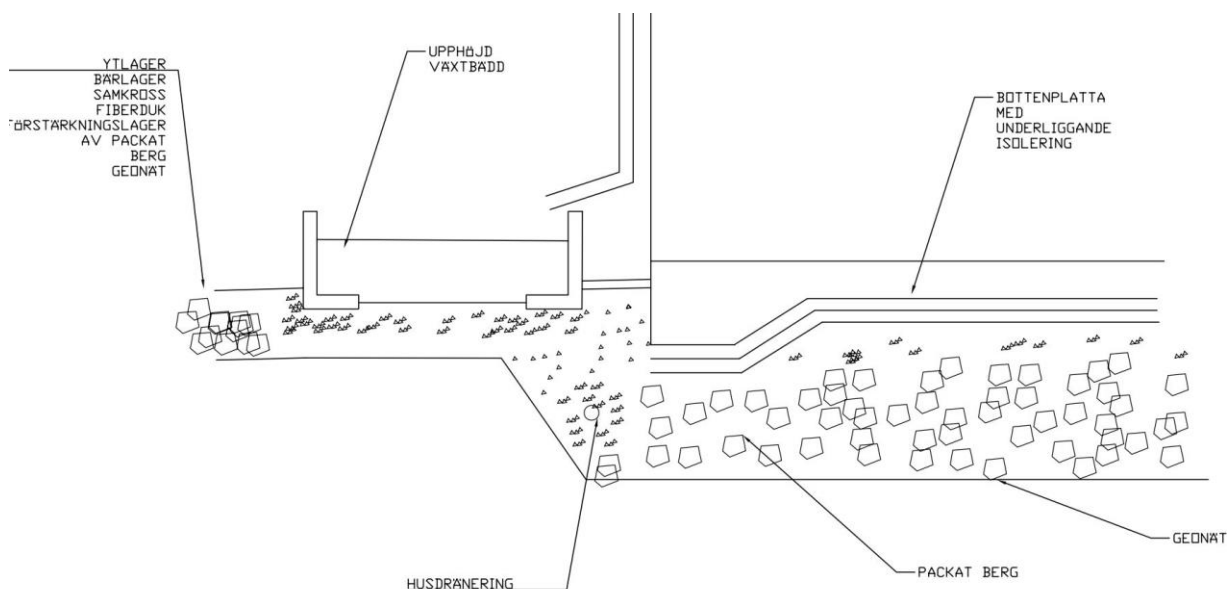 YTLAGER
BÄRLAGER
SAMKROSS
FIBERDUK
FÖRSTÄRKNINGSLAGER
AV PACKAT
BERG
GEONÄT
UPPHÖJD
VÄXTBÄDD
BOTTENPLATTA
MED
UNDERLIGGANDE
ISOLERING
GEONÄT
PACKAT BERG
HUSDRÄNERING